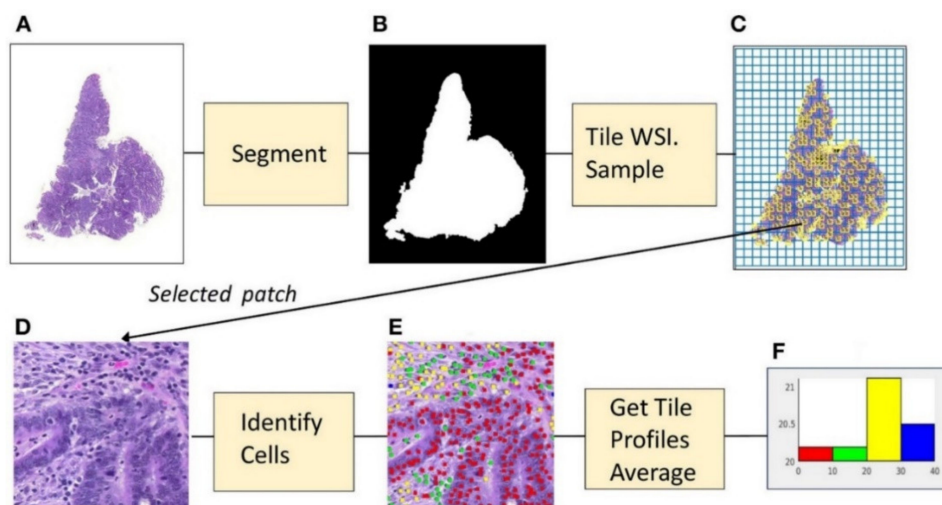 A
B
C
Segment
Tile WSI.
Sample
Selected patch
D
E
F
Identify
Cells
Get Tile
Profiles
Average
21
20.5
20
0 10 20 30 40